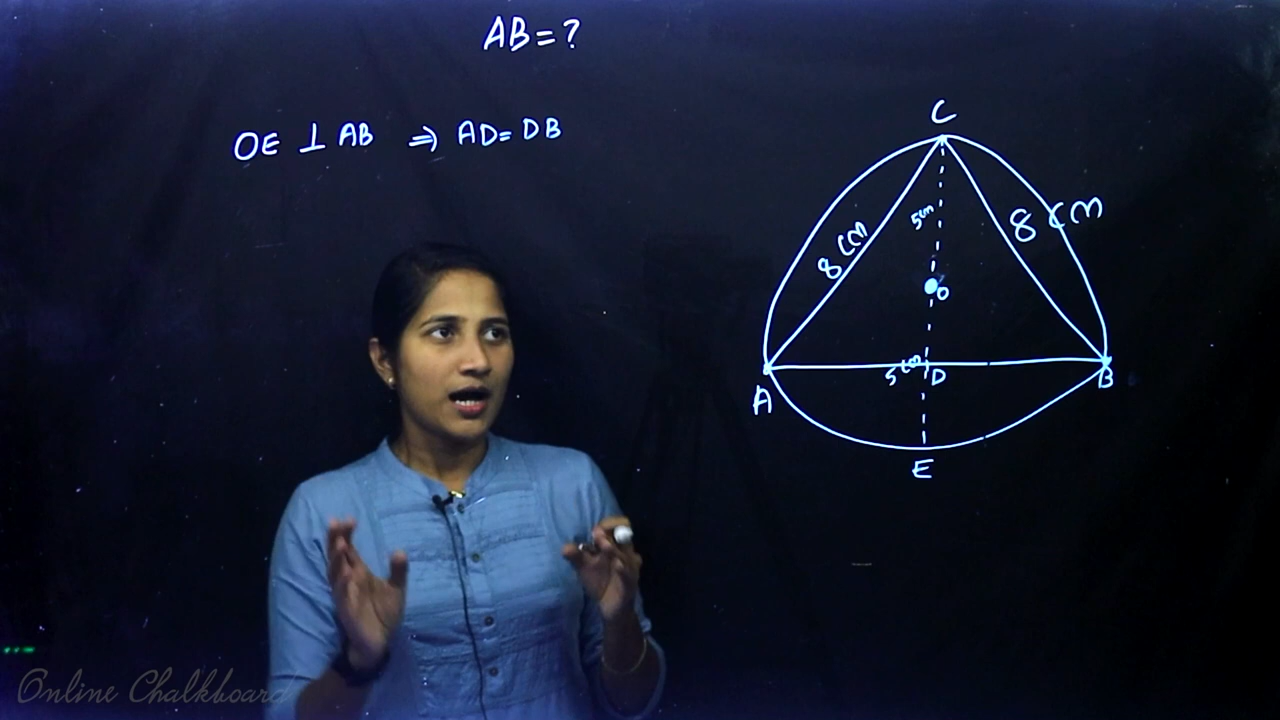 AB = ?
OE ⊥ AB ⇒ AD = DB
C
5cm
8 cm
8 cm
O
5cm
D
A
B
E
Online Chalkboard